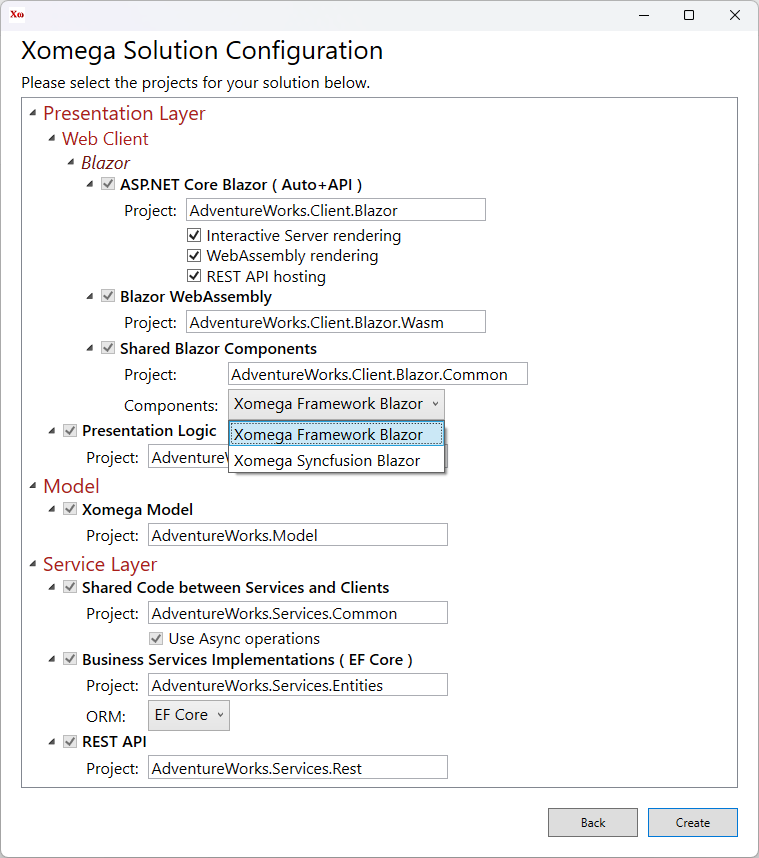 Xω
Xomega Solution Configuration
Please select the projects for your solution below.
Presentation Layer
Web Client
Blazor
ASP.NET Core Blazor ( Auto+API )
Project: AdventureWorks.Client.Blazor
Interactive Server rendering
WebAssembly rendering
REST API hosting
Blazor WebAssembly
Project: AdventureWorks.Client.Blazor.Wasm
Shared Blazor Components
Project: AdventureWorks.Client.Blazor.Common
Components: Xomega Framework Blazor
Xomega Framework Blazor
Xomega Syncfusion Blazor
Presentation Logic
Project:
Model
Xomega Model
Project: AdventureWorks.Model
Service Layer
Shared Code between Services and Clients
Project: AdventureWorks.Services.Common
Use Async operations
Business Services Implementations ( EF Core )
Project: AdventureWorks.Services.Entities
ORM: EF Core
REST API
Project: AdventureWorks.Services.Rest
Back
Create